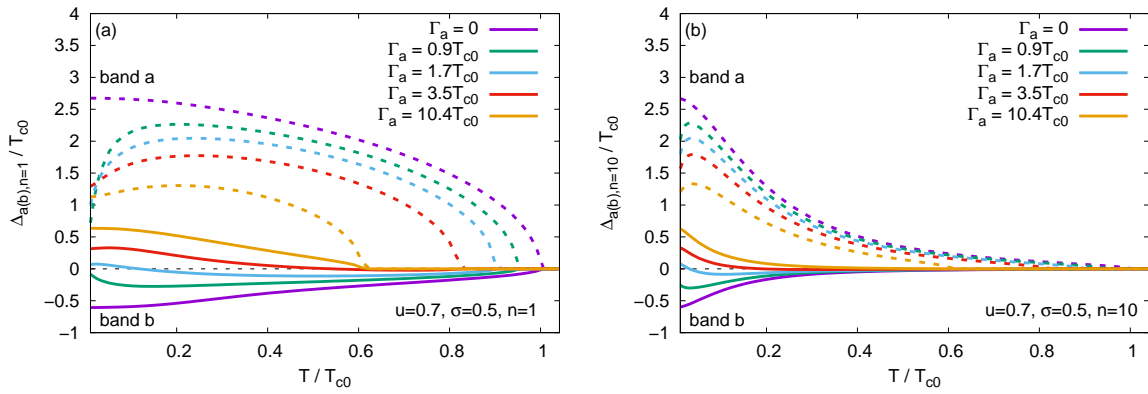 (a)
Γa = 0
Γa = 0.9Tc0
Γa = 1.7Tc0
Γa = 3.5Tc0
Γa = 10.4Tc0
band a
band b
u=0.7, σ=0.5, n=1
4
3.5
3
2.5
2
1.5
1
0.5
0
−0.5
−1
Δa(b),n=1 / Tc0
0.2 0.4 0.6 0.8 1
T / Tc0
(b)
Γa = 0
Γa = 0.9Tc0
Γa = 1.7Tc0
Γa = 3.5Tc0
Γa = 10.4Tc0
band a
band b
u=0.7, σ=0.5, n=10
4
3.5
3
2.5
2
1.5
1
0.5
0
−0.5
−1
Δa(b),n=10 / Tc0
0.2 0.4 0.6 0.8 1
T / Tc0